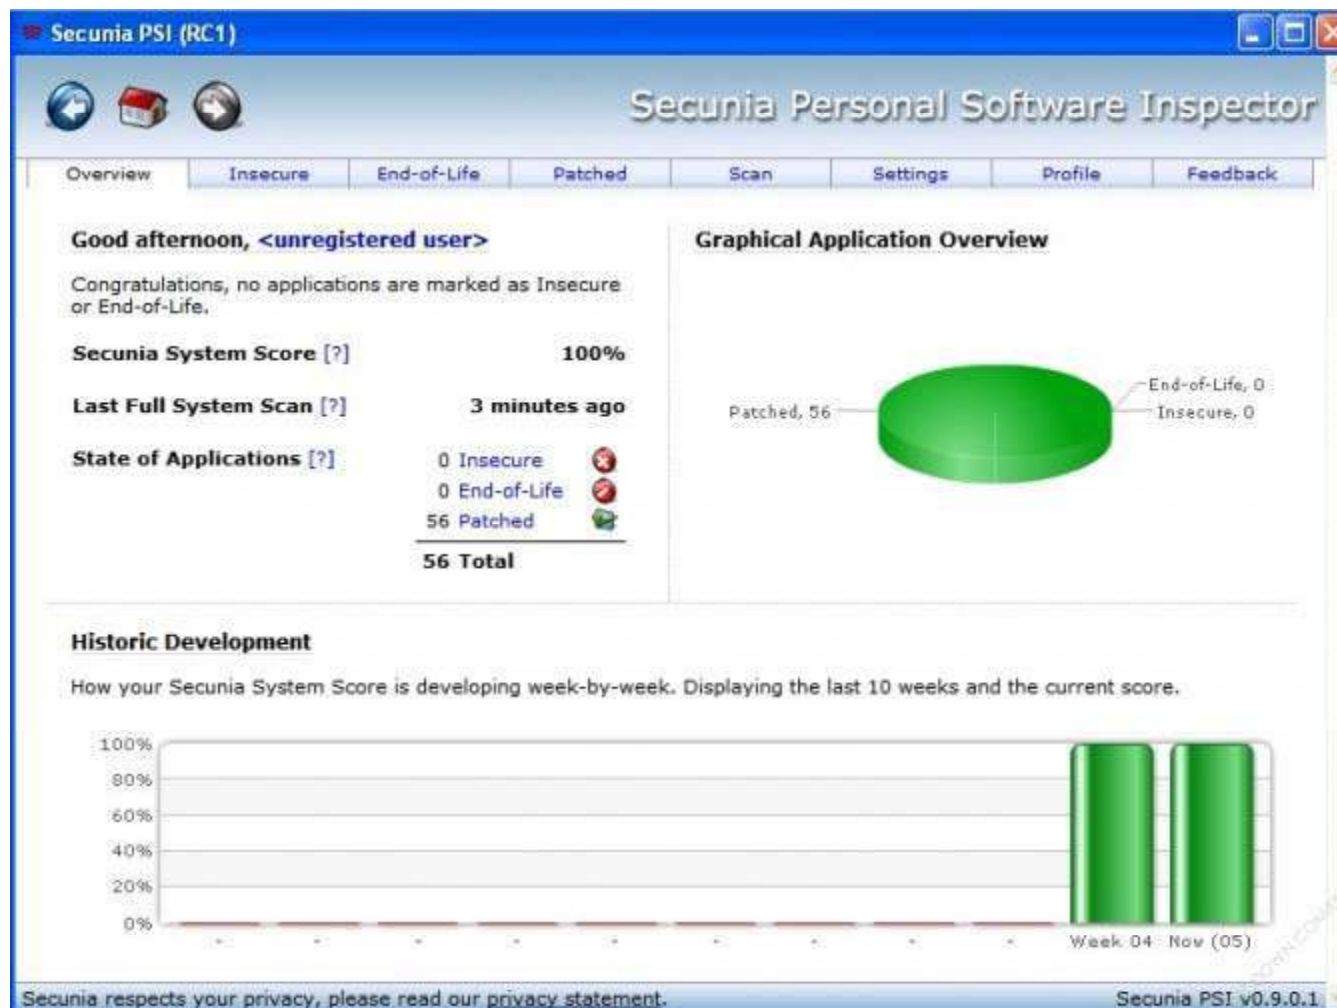 Secunia PSI (RC1)
Secunia Personal Software Inspector
Overview Insecure End-of-Life Patched Scan Settings Profile Feedback
Good afternoon, <unregistered user>
Congratulations, no applications are marked as Insecure
or End-of-Life.
Secunia System Score [?] 100%
Last Full System Scan [?] 3 minutes ago
State of Applications [?] 0 Insecure
0 End-of-Life
56 Patched
56 Total
Graphical Application Overview
End-of-Life, 0
Patched, 56
Insecure, 0
Historic Development
How your Secunia System Score is developing week-by-week. Displaying the last 10 weeks and the current score.
100%
80%
60%
40%
20%
0%
- - - - - - - - - Week 04 Nov (05)
Secunia respects your privacy, please read our privacy statement. Secunia PSI v0.9.0.1